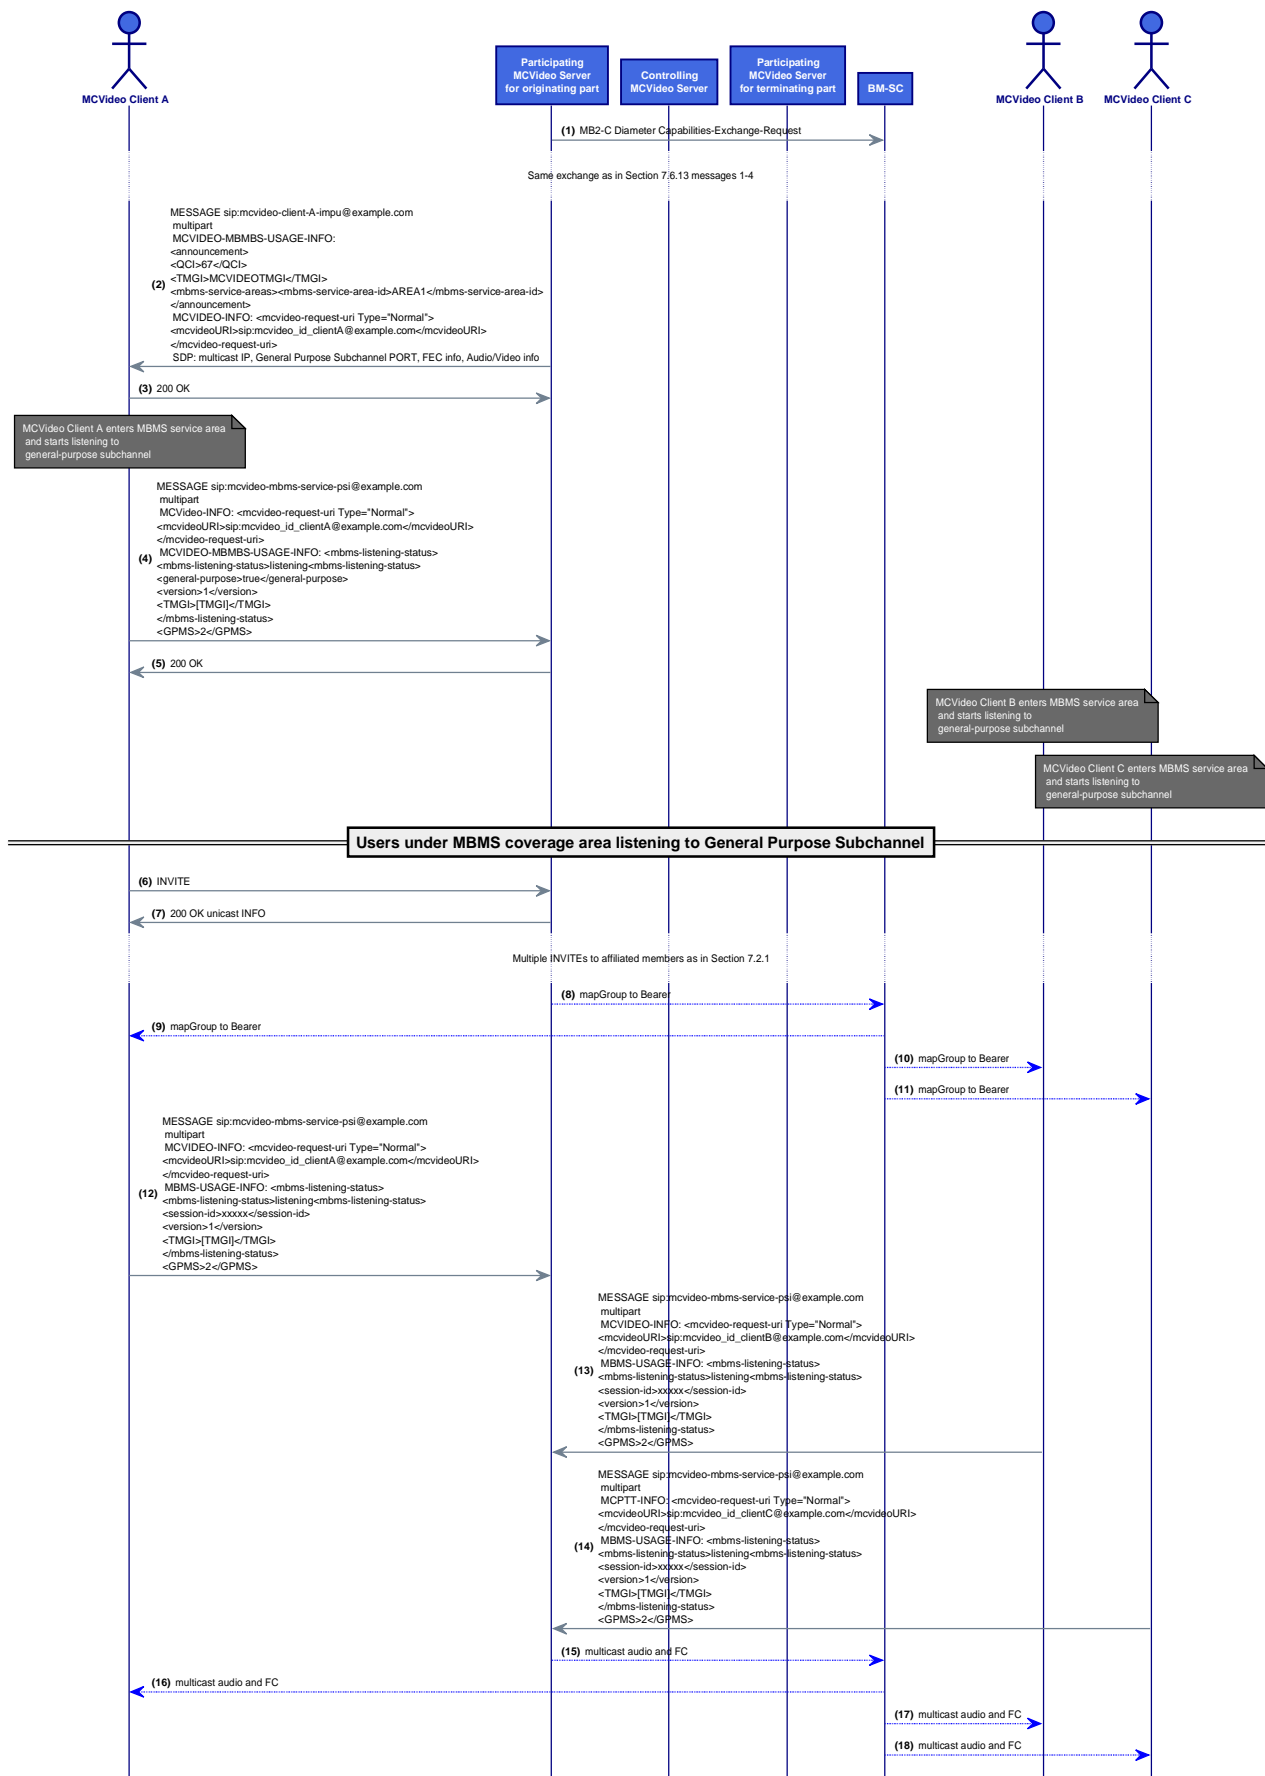 MCVideo Client A
Participating
MCVideo Server
for originating part
Controlling
MCVideo Server
Participating
MCVideo Server
for terminating part
BM-SC
MCVideo Client B
MCVideo Client C
(1) MB2-C Diameter Capabilities-Exchange-Request
Same exchange as in Section 7.6.13 messages 1-4
MESSAGE sip:mcvideo-client-A-impu@example.com
multipart
MCVIDEO-MBMBS-USAGE-INFO:
<announcement>
<QCI>67</QCI>
<TMGI>MCVIDEOTMGI</TMGI>
(2) <mbms-service-areas><mbms-service-area-id>AREA1</mbms-service-area-id>
</announcement>
MCVIDEO-INFO: <mcvideo-request-uri Type="Normal">
<mcvideoURI>sip:mcvideo_id_clientA@example.com</mcvideoURI>
</mcvideo-request-uri>
SDP: multicast IP, General Purpose Subchannel PORT, FEC info, Audio/Video info
(3) 200 OK
MCVideo Client A enters MBMS service area
and starts listening to
general-purpose subchannel
MESSAGE sip:mcvideo-mbms-service-psi@example.com
multipart
MCVideo-INFO: <mcvideo-request-uri Type="Normal">
<mcvideoURI>sip:mcvideo_id_clientA@example.com</mcvideoURI>
</mcvideo-request-uri>
(4) MCVIDEO-MBMBS-USAGE-INFO: <mbms-listening-status>
<mbms-listening-status>listening<mbms-listening-status>
<general-purpose>true</general-purpose>
<version>1</version>
<TMGI>[TMGI]</TMGI>
</mbms-listening-status>
<GPMS>2</GPMS>
(5) 200 OK
MCVideo Client B enters MBMS service area
and starts listening to
general-purpose subchannel
MCVideo Client C enters MBMS service area
and starts listening to
general-purpose subchannel
Users under MBMS coverage area listening to General Purpose Subchannel
(6) INVITE
(7) 200 OK unicast INFO
Multiple INVITEs to affiliated members as in Section 7.2.1
(8) mapGroup to Bearer
(9) mapGroup to Bearer
(10) mapGroup to Bearer
(11) mapGroup to Bearer
MESSAGE sip:mcvideo-mbms-service-psi@example.com
multipart
MCVIDEO-INFO: <mcvideo-request-uri Type="Normal">
<mcvideoURI>sip:mcvideo_id_clientA@example.com</mcvideoURI>
</mcvideo-request-uri>
(12) MBMS-USAGE-INFO: <mbms-listening-status>
<mbms-listening-status>listening<mbms-listening-status>
<session-id>xxxxx</session-id>
<version>1</version>
<TMGI>[TMGI]</TMGI>
</mbms-listening-status>
<GPMS>2</GPMS>
MESSAGE sip:mcvideo-mbms-service-psi@example.com
multipart
MCVIDEO-INFO: <mcvideo-request-uri Type="Normal">
<mcvideoURI>sip:mcvideo_id_clientB@example.com</mcvideoURI>
</mcvideo-request-uri>
(13) MBMS-USAGE-INFO: <mbms-listening-status>
<mbms-listening-status>listening<mbms-listening-status>
<session-id>xxxxx</session-id>
<version>1</version>
<TMGI>[TMGI]</TMGI>
</mbms-listening-status>
<GPMS>2</GPMS>
MESSAGE sip:mcvideo-mbms-service-psi@example.com
multipart
MCPTT-INFO: <mcvideo-request-uri Type="Normal">
<mcvideoURI>sip:mcvideo_id_clientC@example.com</mcvideoURI>
</mcvideo-request-uri>
(14) MBMS-USAGE-INFO: <mbms-listening-status>
<mbms-listening-status>listening<mbms-listening-status>
<session-id>xxxxx</session-id>
<version>1</version>
<TMGI>[TMGI]</TMGI>
</mbms-listening-status>
<GPMS>2</GPMS>
(15) multicast audio and FC
(16) multicast audio and FC
(17) multicast audio and FC
(18) multicast audio and FC